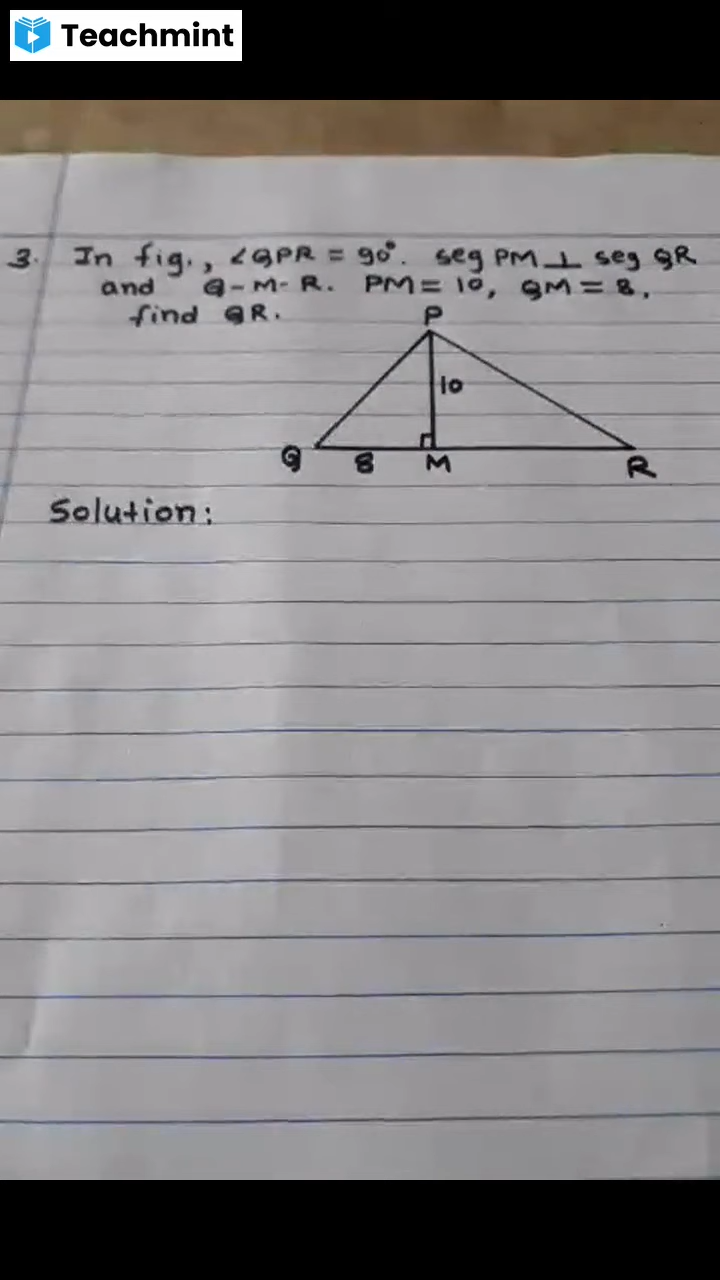 Teachmint
3. In fig., ∠QPR = 90°. seg PM ⊥ seg QR
and Q-M-R. PM = 10, QM = 8,
find QR.
P
10
Q 8 M R
Solution: